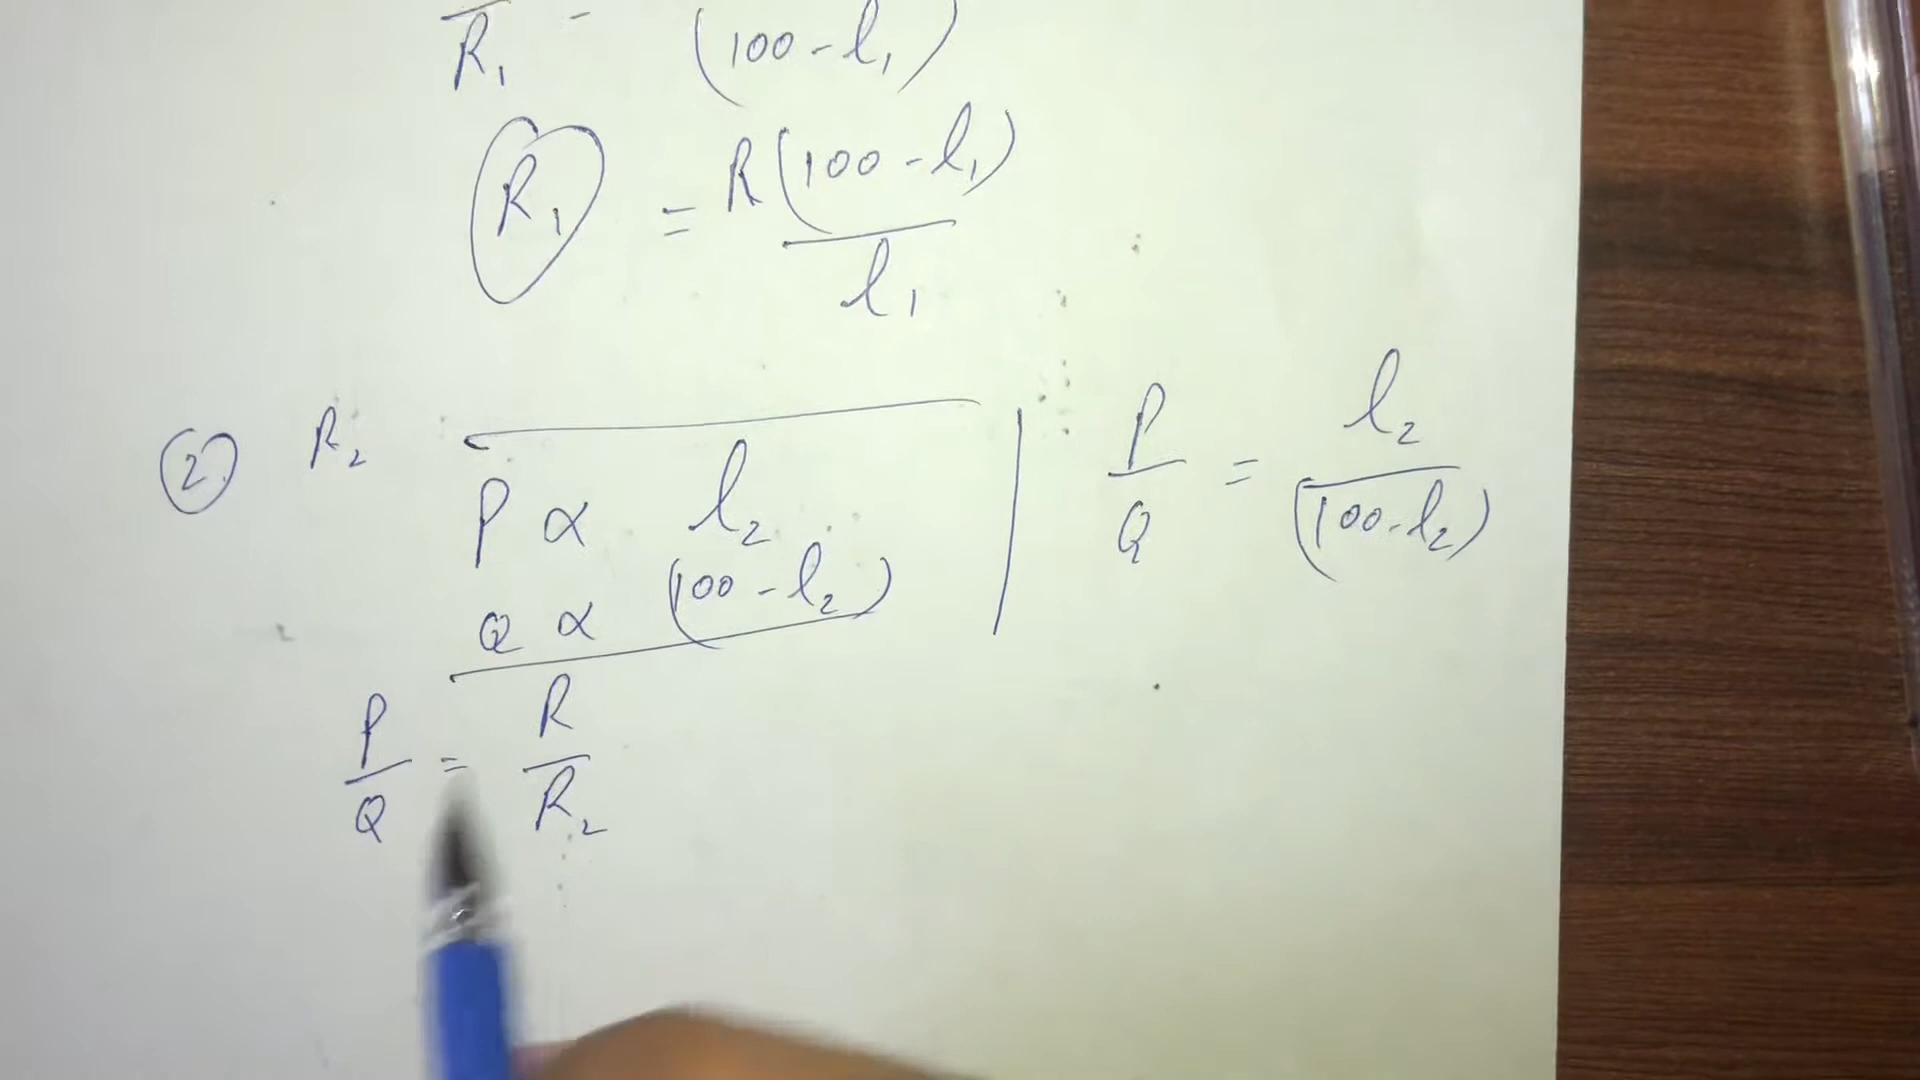 R₁ = (100 - l₁)
R₁ = R(100 - l₁) / l₁
② R₂
P ∝ l₂
Q ∝ (100 - l₂)
P/Q = l₂ / (100 - l₂)
P/Q = R/R₂